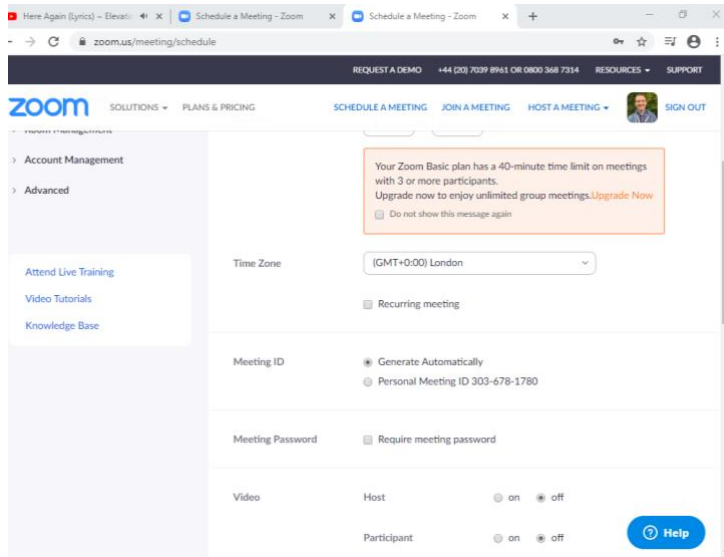 Here Again (Lyrics) – Elevati
Schedule a Meeting - Zoom
Schedule a Meeting - Zoom
zoom.us/meeting/schedule
REQUEST A DEMO +44 (20) 7039 8961 OR 0800 368 7314 RESOURCES SUPPORT
zoom SOLUTIONS PLANS & PRICING SCHEDULE A MEETING JOIN A MEETING HOST A MEETING SIGN OUT
Room Management
Account Management
Advanced
Your Zoom Basic plan has a 40-minute time limit on meetings
with 3 or more participants.
Upgrade now to enjoy unlimited group meetings.Upgrade Now
Do not show this message again
Attend Live Training
Video Tutorials
Knowledge Base
Time Zone (GMT+0:00) London
Recurring meeting
Meeting ID Generate Automatically
Personal Meeting ID 303-678-1780
Meeting Password Require meeting password
Video Host on off
Participant on off
Help